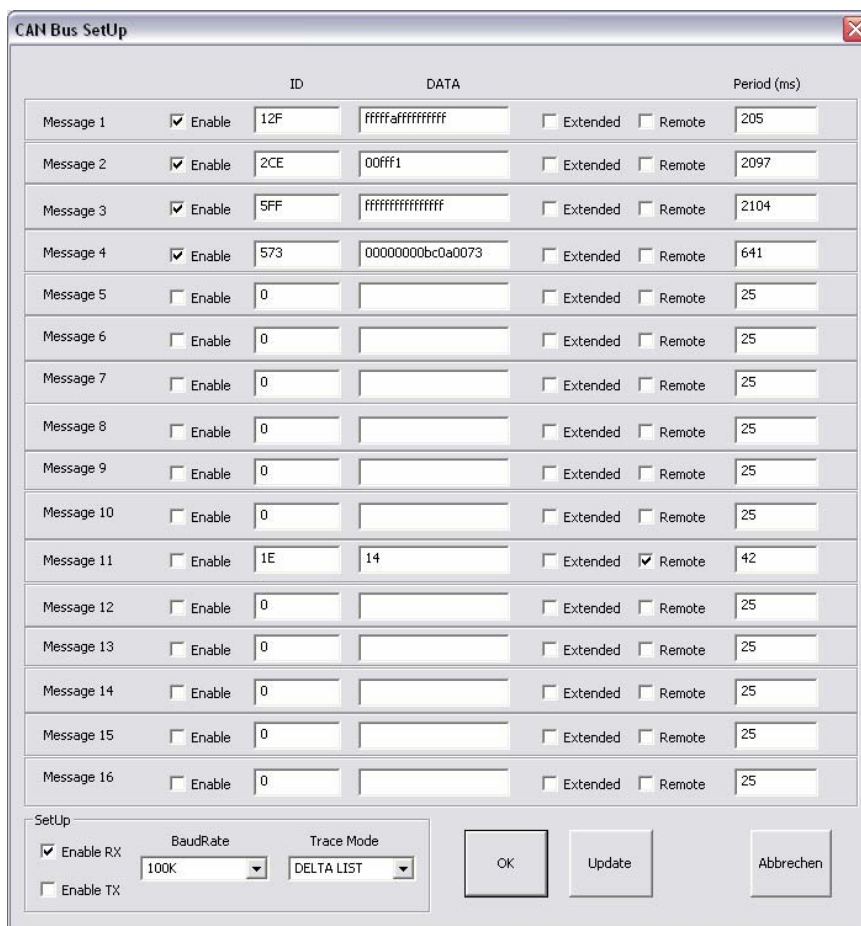 CAN Bus SetUp
ID DATA Period (ms)
Message 1 Enable 12F fffffaffffffffff Extended Remote 205
Message 2 Enable 2CE 00fff1 Extended Remote 2097
Message 3 Enable 5FF ffffffffffffffff Extended Remote 2104
Message 4 Enable 573 00000000bc0a0073 Extended Remote 641
Message 5 Enable 0 Extended Remote 25
Message 6 Enable 0 Extended Remote 25
Message 7 Enable 0 Extended Remote 25
Message 8 Enable 0 Extended Remote 25
Message 9 Enable 0 Extended Remote 25
Message 10 Enable 0 Extended Remote 25
Message 11 Enable 1E 14 Extended Remote 42
Message 12 Enable 0 Extended Remote 25
Message 13 Enable 0 Extended Remote 25
Message 14 Enable 0 Extended Remote 25
Message 15 Enable 0 Extended Remote 25
Message 16 Enable 0 Extended Remote 25
SetUp
Enable RX BaudRate Trace Mode
100K DELTA LIST
Enable TX
OK Update Abbrechen